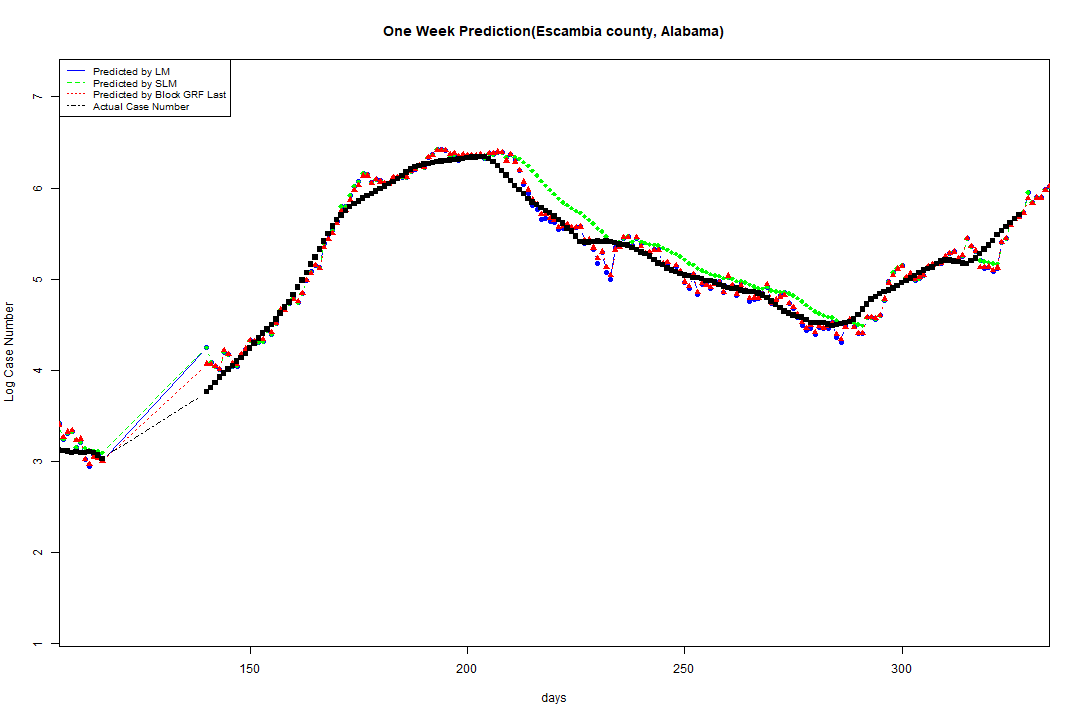 One Week Prediction(Escambia county, Alabama)
Predicted by LM
Predicted by SLM
Predicted by Block GRF Last
Actual Case Number
7
6
5
4
3
2
1
Log Case Number
150 200 250 300
days